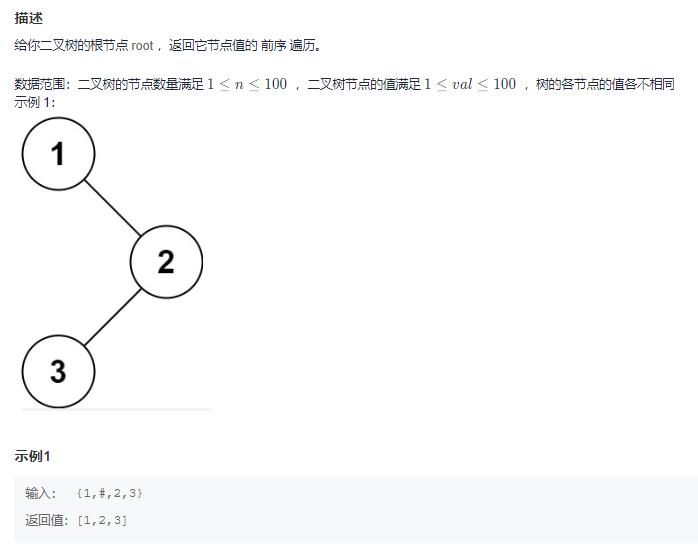 描述
给你二叉树的根节点 root ，返回它节点值的 前序 遍历。
数据范围：二叉树的节点数量满足 1 ≤ n ≤ 100 ，二叉树节点的值满足 1 ≤ val ≤ 100 ，树的各节点的值各不相同
示例 1：
1
2
3
示例1
输入： {1,#,2,3}
返回值： [1,2,3]